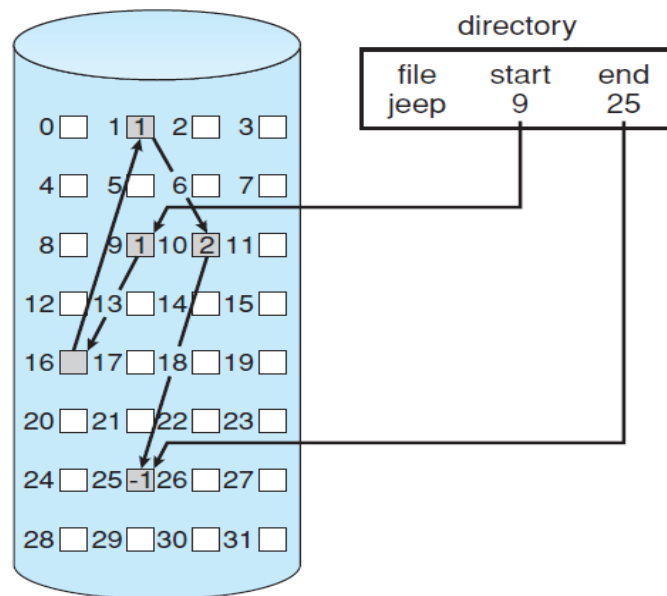 directory
file start end
jeep 9 25
0 1 1 2 3
4 5 6 7
8 9 1 10 2 11
12 13 14 15
16 17 18 19
20 21 22 23
24 25 -1 26 27
28 29 30 31